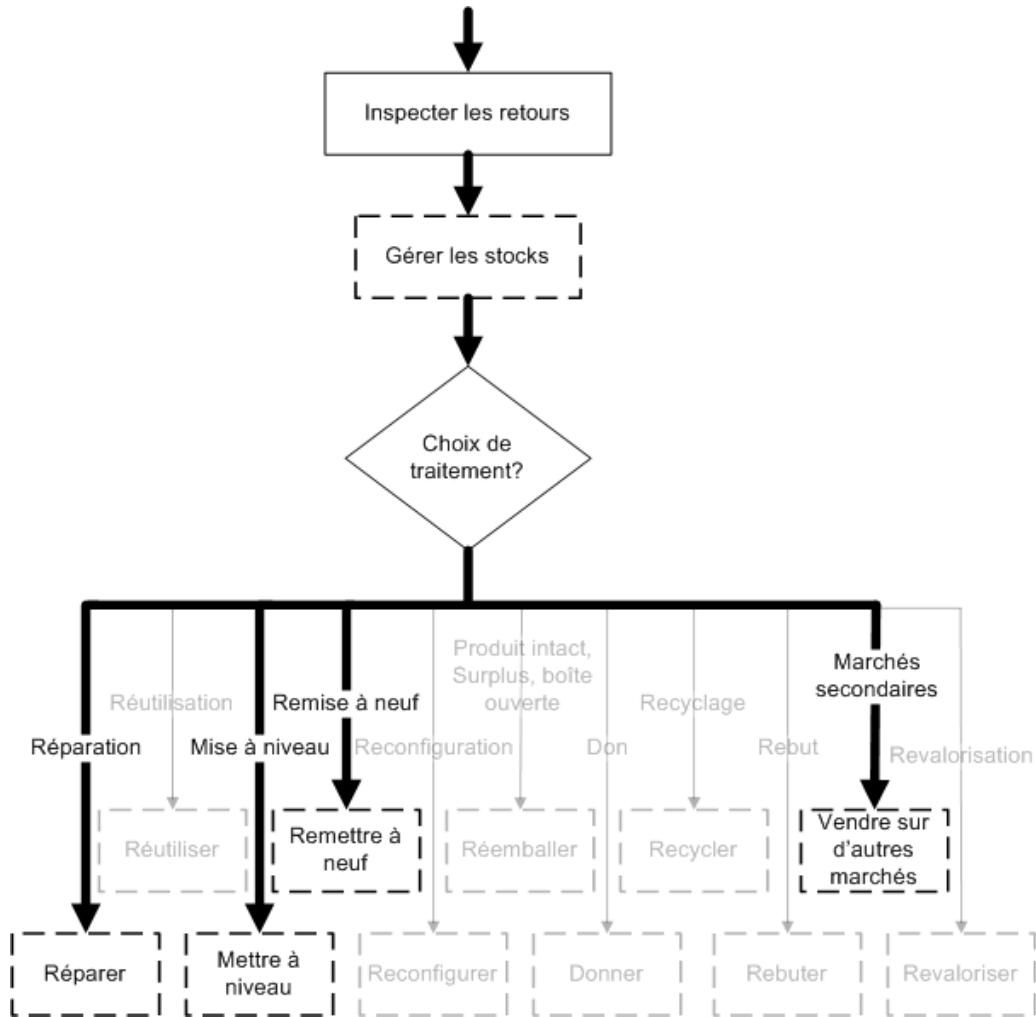 Inspecter les retours
Gérer les stocks
Choix de
traitement?
Produit intact,
Surplus, boîte
ouverte
Marchés
secondaires
Réutilisation
Remise à neuf
Recyclage
Réparation
Mise à niveau
Reconfiguration
Don
Rebut
Revalorisation
Réutiliser
Remettre à
neuf
Réemballer
Recycler
Vendre sur
d'autres
marchés
Réparer
Mettre à
niveau
Reconfigurer
Donner
Rebuter
Revaloriser